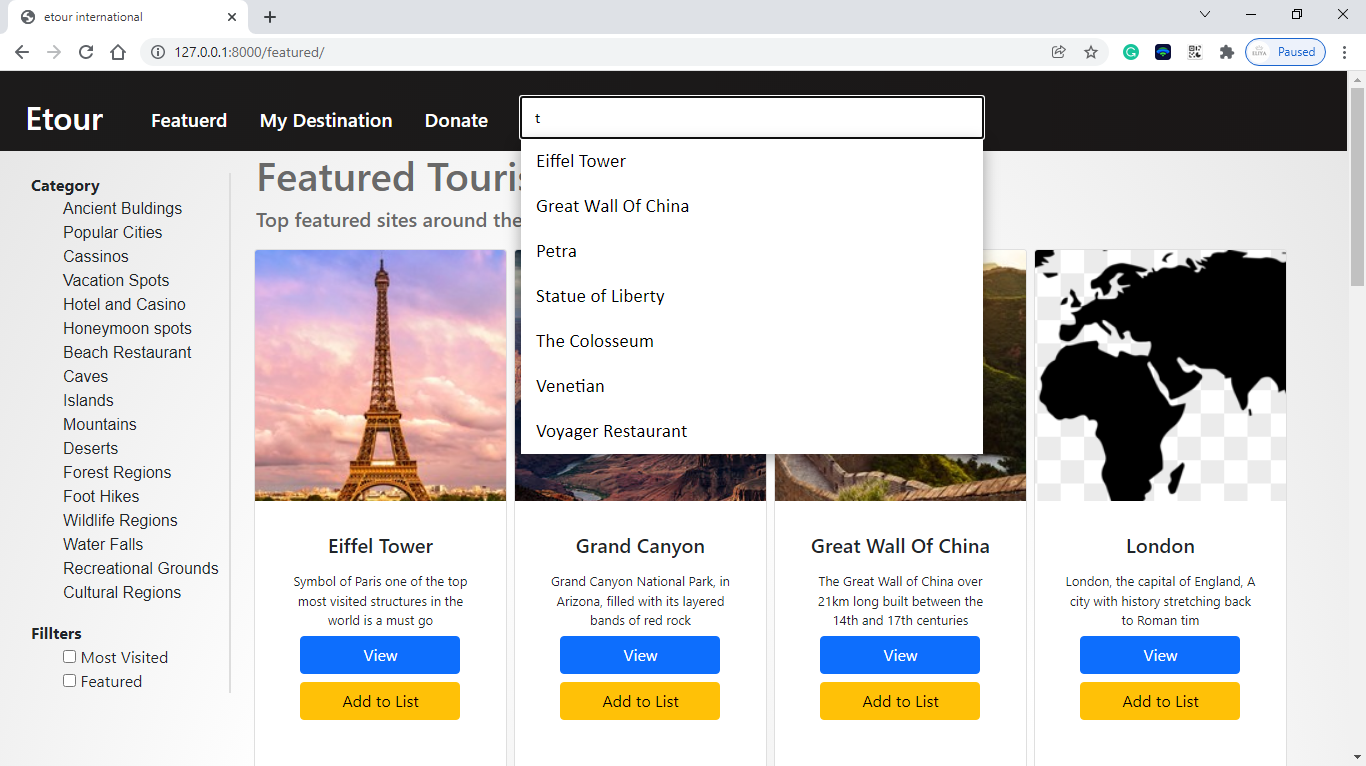 etour international
127.0.0.1:8000/featured/
Paused
Etour
Featuerd
My Destination
Donate
t
Eiffel Tower
Great Wall Of China
Petra
Statue of Liberty
The Colosseum
Venetian
Voyager Restaurant
Category
Ancient Buldings
Popular Cities
Cassinos
Vacation Spots
Hotel and Casino
Honeymoon spots
Beach Restaurant
Caves
Islands
Mountains
Deserts
Forest Regions
Foot Hikes
Wildlife Regions
Water Falls
Recreational Grounds
Cultural Regions
Fillters
Most Visited
Featured
Featured Touris
Top featured sites around the
Eiffel Tower
Symbol of Paris one of the top
most visited structures in the
world is a must go
View
Add to List
Grand Canyon
Grand Canyon National Park, in
Arizona, filled with its layered
bands of red rock
View
Add to List
Great Wall Of China
The Great Wall of China over
21km long built between the
14th and 17th centuries
View
Add to List
London
London, the capital of England, A
city with history stretching back
to Roman tim
View
Add to List